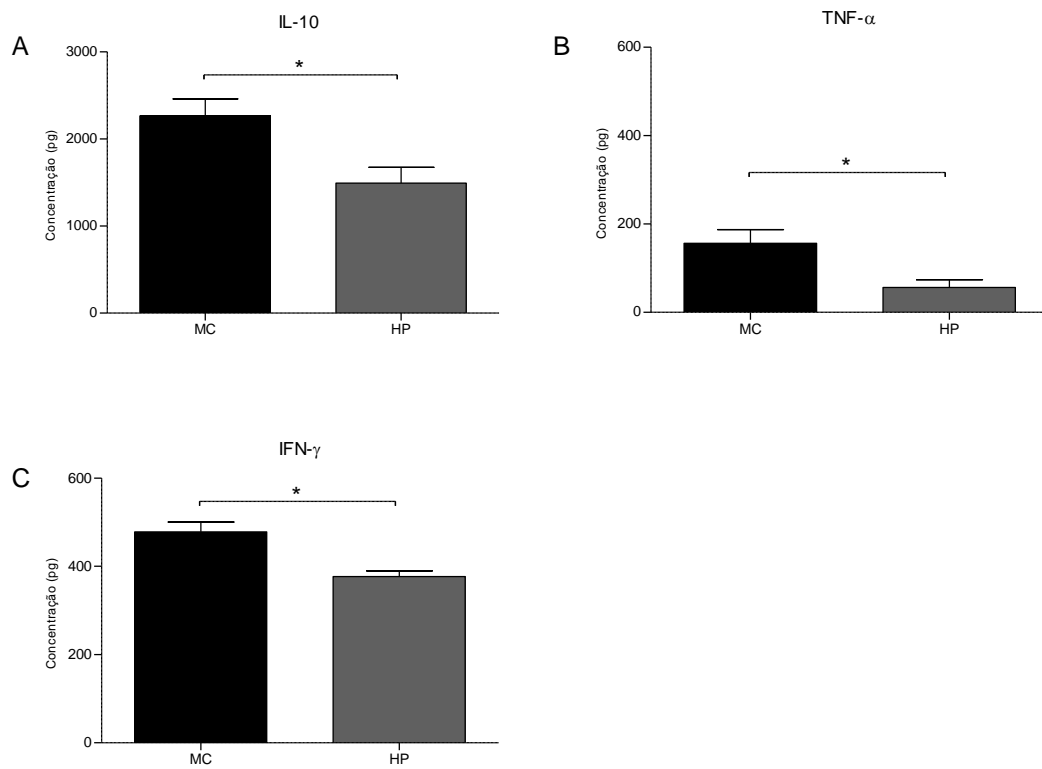 A
IL-10
Concentração (pg)
3000
2000
1000
0
*
MC HP
B
TNF-α
Concentração (pg)
600
400
200
0
*
MC HP
C
IFN-γ
Concentração (pg)
600
400
200
0
*
MC HP